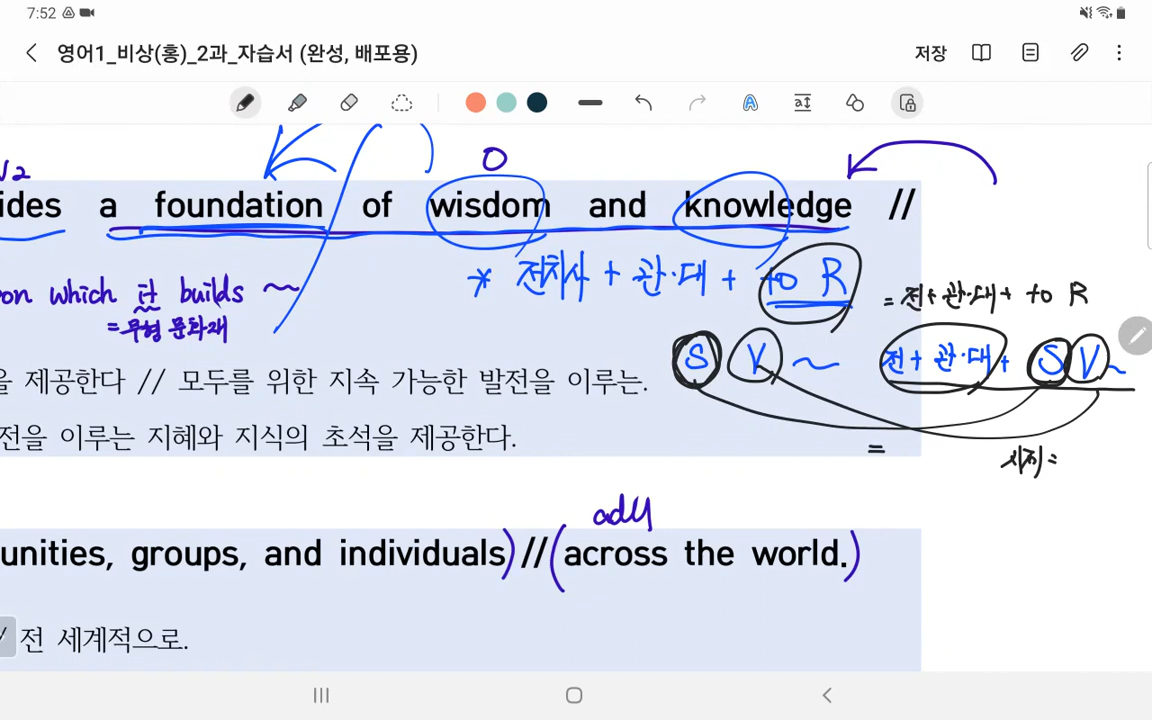 7:52
영어1_비상(홍)_2과_자습서 (완성, 배포용)
저장
V2
O
ides a foundation of wisdom and knowledge //
* 전치사 + 관·대 + to R
on which 단 builds ~
= 무형 문화재
= 전+관·대+ to R
S V ~ 전+관·대+ S V ~
을 제공한다 // 모두를 위한 지속 가능한 발전을 이루는.
전을 이루는 지혜와 지식의 초석을 제공한다.
=
시제=
adv
unities, groups, and individuals) // (across the world.)
/ 전 세계적으로.